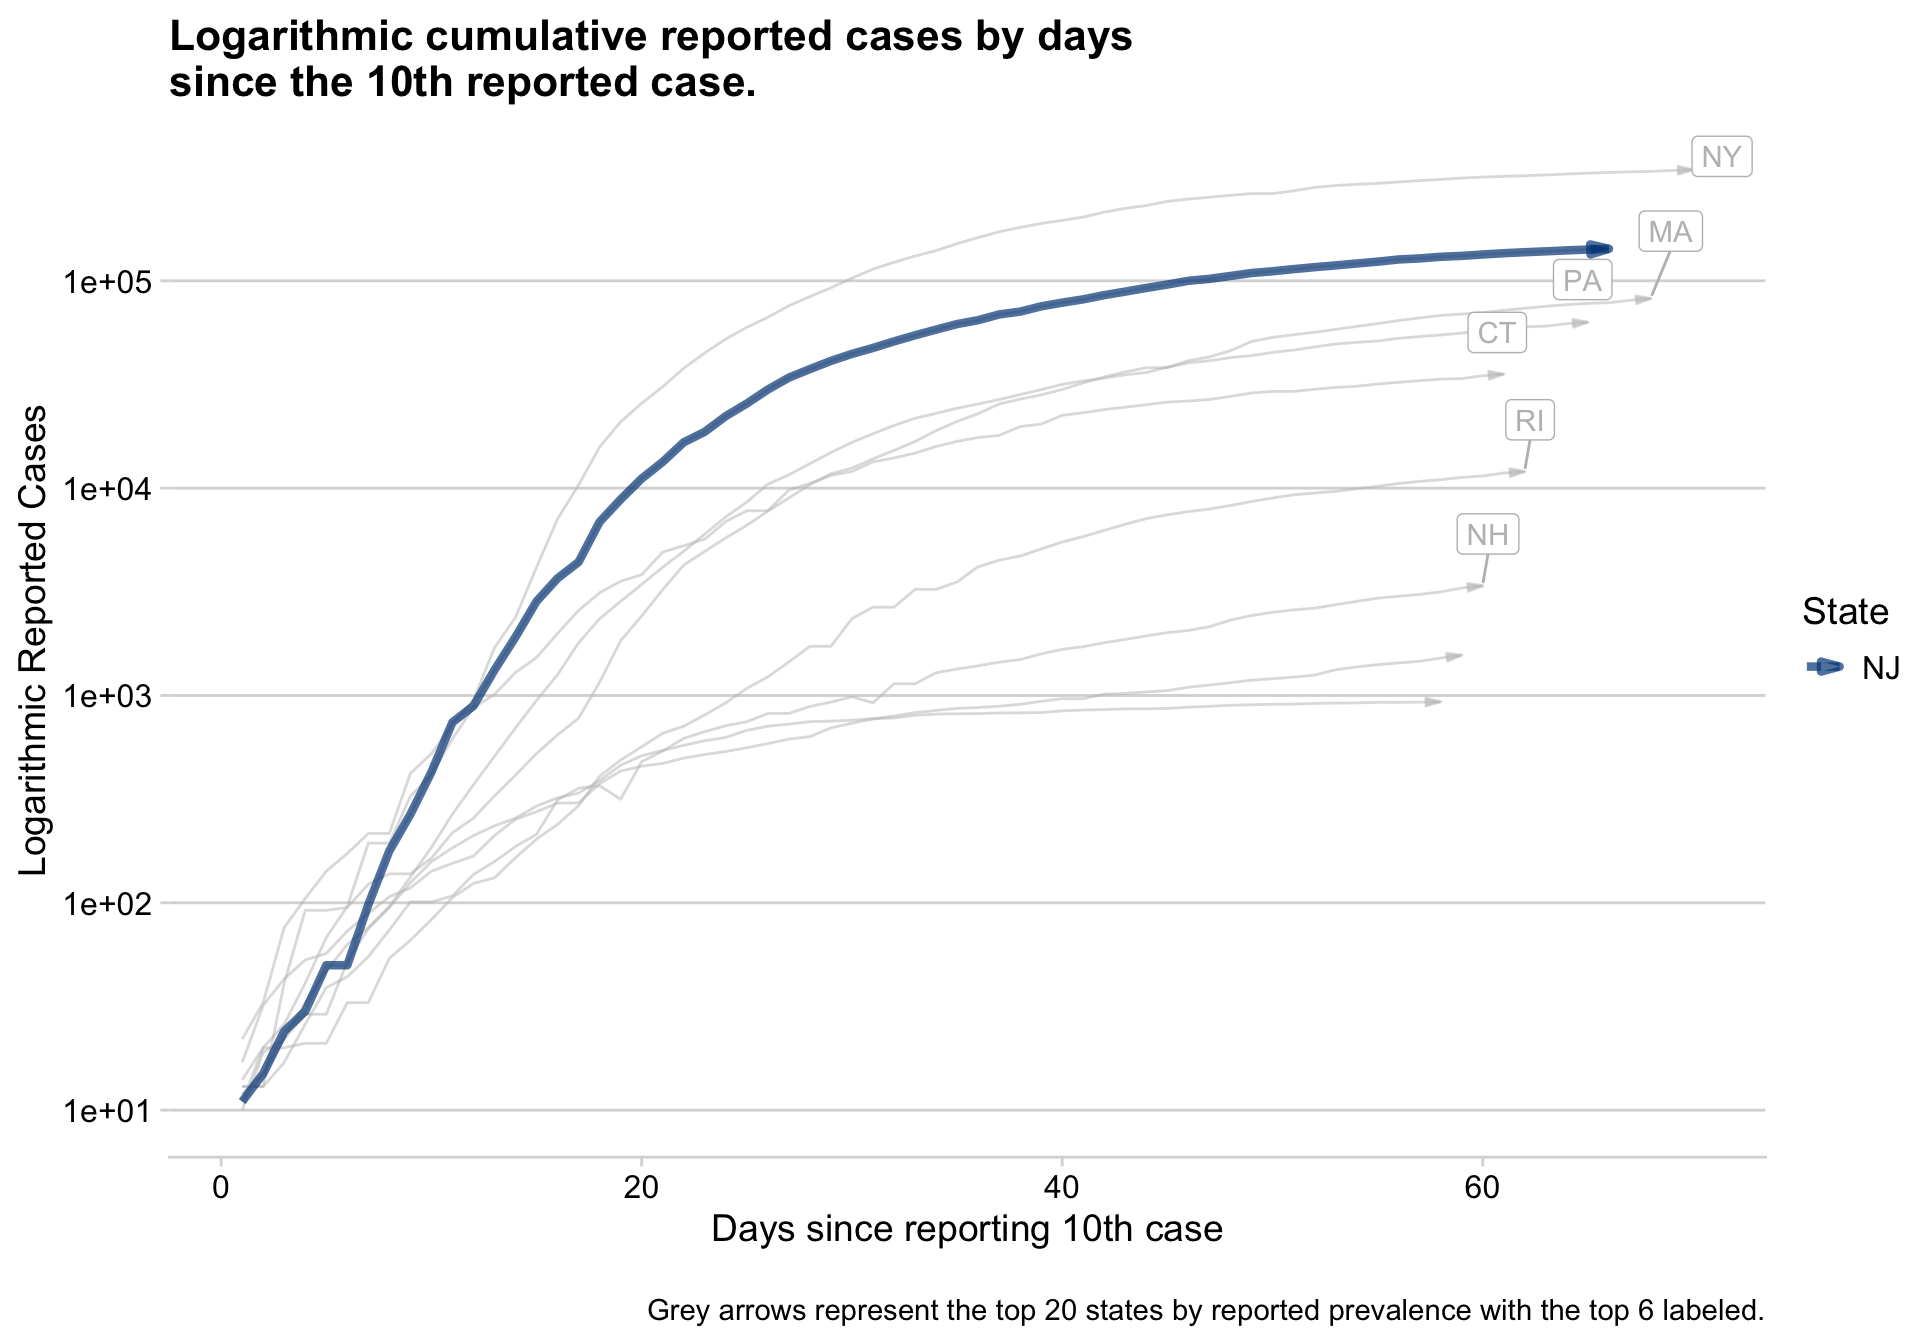 Logarithmic cumulative reported cases by days
since the 10th reported case.
NY
MA
PA
CT
RI
NH
1e+05
1e+04
1e+03
1e+02
1e+01
Logarithmic Reported Cases
0 20 40 60
Days since reporting 10th case
State
NJ
Grey arrows represent the top 20 states by reported prevalence with the top 6 labeled.